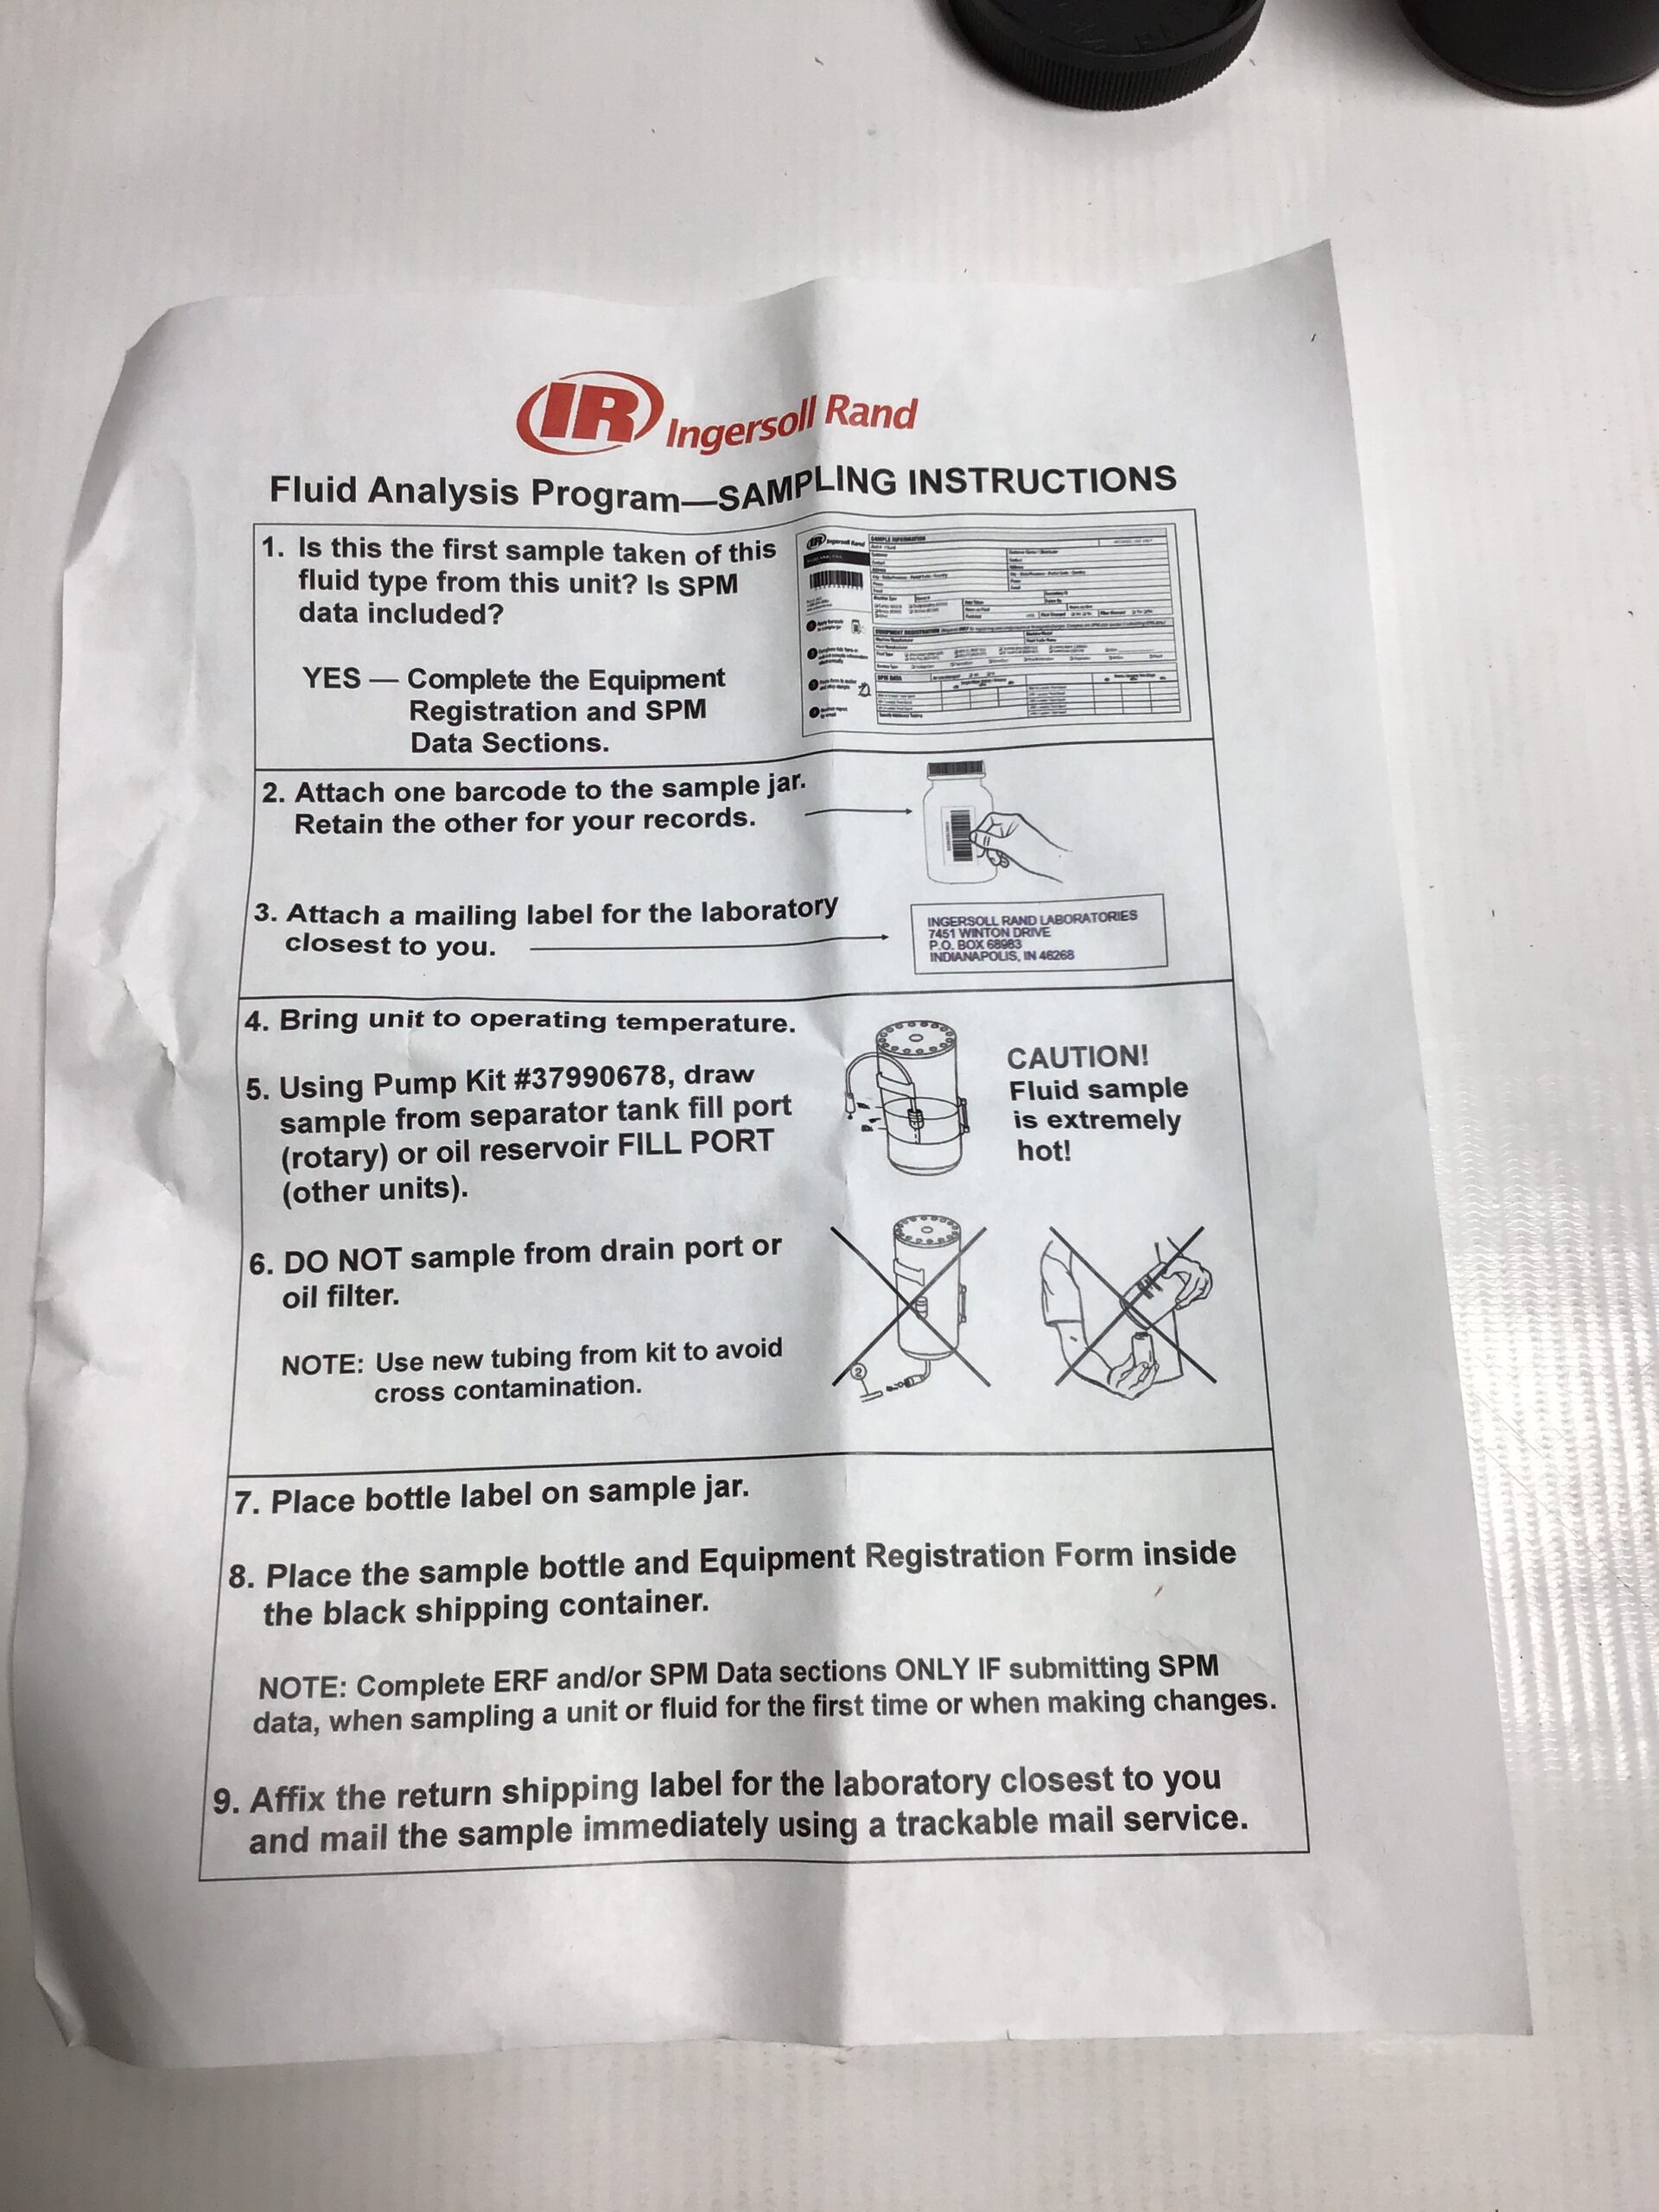 IR Ingersoll Rand
Fluid Analysis Program—SAMPLING INSTRUCTIONS
1. Is this the first sample taken of this
fluid type from this unit? Is SPM
data included?
YES — Complete the Equipment
Registration and SPM
Data Sections.
IR Ingersoll Rand
SAMPLE INFORMATION
SPM DATA
2. Attach one barcode to the sample jar.
Retain the other for your records.
3. Attach a mailing label for the laboratory
closest to you.
INGERSOLL RAND LABORATORIES
7451 WINTON DRIVE
P.O. BOX 68983
INDIANAPOLIS, IN 46268
4. Bring unit to operating temperature.
5. Using Pump Kit #37990678, draw
sample from separator tank fill port
(rotary) or oil reservoir FILL PORT
(other units).
CAUTION!
Fluid sample
is extremely
hot!
6. DO NOT sample from drain port or
oil filter.
NOTE: Use new tubing from kit to avoid
cross contamination.
2
7. Place bottle label on sample jar.
8. Place the sample bottle and Equipment Registration Form inside
the black shipping container.
NOTE: Complete ERF and/or SPM Data sections ONLY IF submitting SPM
data, when sampling a unit or fluid for the first time or when making changes.
9. Affix the return shipping label for the laboratory closest to you
and mail the sample immediately using a trackable mail service.